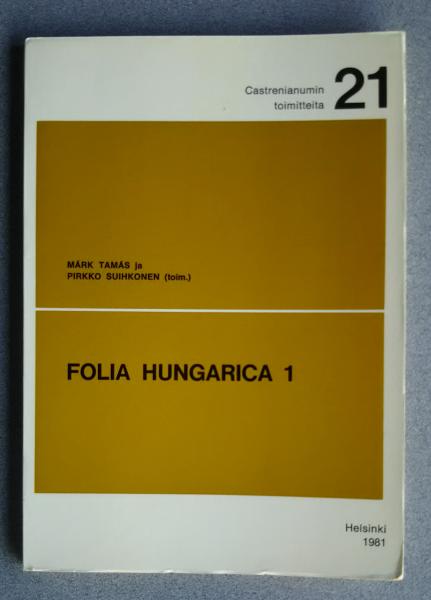 Castrenianumin
toimitteita
21
MÁRK TAMÁS ja
PIRKKO SUIHKONEN (toim.)
FOLIA HUNGARICA 1
Helsinki
1981